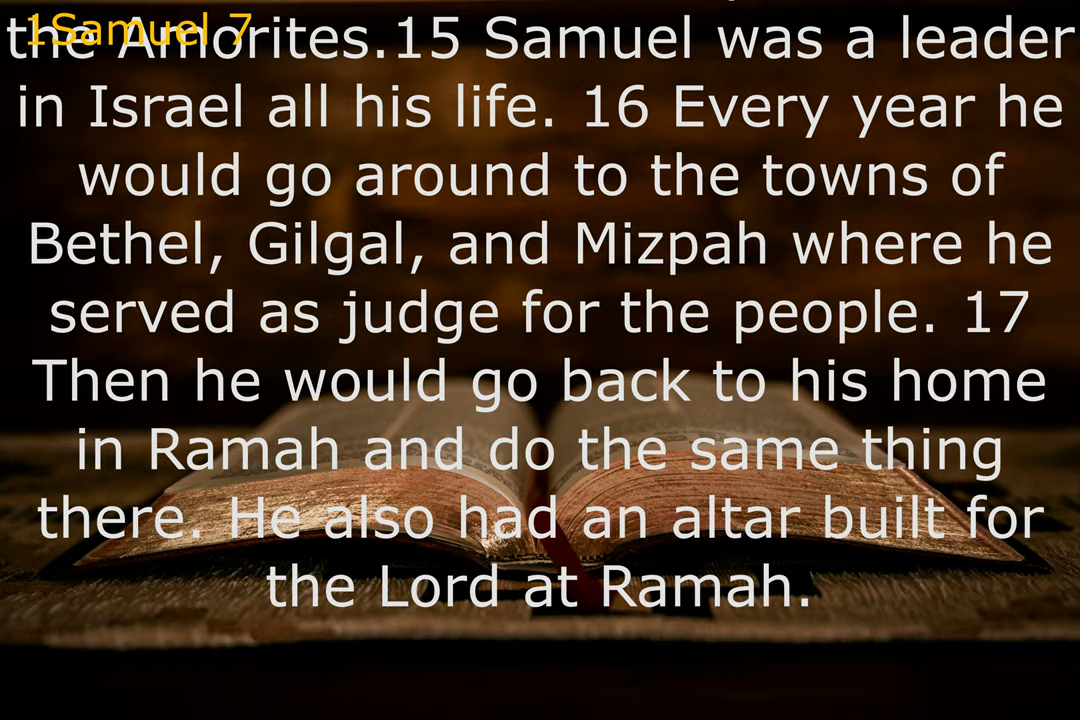 1Samuel 7
the Amorites.15 Samuel was a leader
in Israel all his life. 16 Every year he
would go around to the towns of
Bethel, Gilgal, and Mizpah where he
served as judge for the people. 17
Then he would go back to his home
in Ramah and do the same thing
there. He also had an altar built for
the Lord at Ramah.